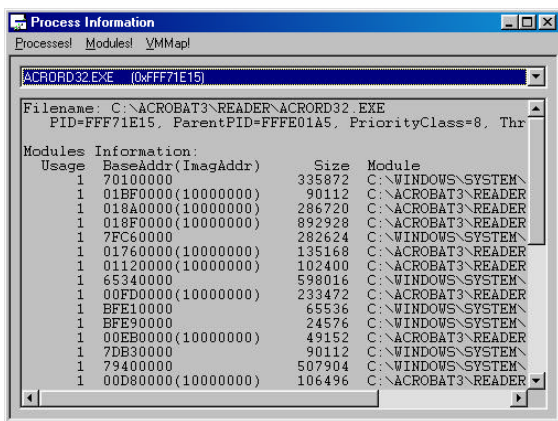 Process Information
Processes! Modules! VMMap!
ACRORD32.EXE (0xFFF71E15)
Filename: C:\ACROBAT3\READER\ACRORD32.EXE
PID=FFF71E15, ParentPID=FFFE01A5, PriorityClass=8, Thr
Modules Information:
Usage BaseAddr(ImagAddr) Size Module
1 70100000 335872 C:\WINDOWS\SYSTEM\
1 01BF0000(10000000) 90112 C:\ACROBAT3\READER
1 018A0000(10000000) 286720 C:\ACROBAT3\READER
1 018F0000(10000000) 892928 C:\ACROBAT3\READER
1 7FC60000 282624 C:\WINDOWS\SYSTEM\
1 01760000(10000000) 135168 C:\ACROBAT3\READER
1 01120000(10000000) 102400 C:\ACROBAT3\READER
1 65340000 598016 C:\WINDOWS\SYSTEM\
1 00FD0000(10000000) 233472 C:\ACROBAT3\READER
1 BFE10000 65536 C:\WINDOWS\SYSTEM\
1 BFE90000 24576 C:\WINDOWS\SYSTEM\
1 00EB0000(10000000) 49152 C:\ACROBAT3\READER
1 7DB30000 90112 C:\WINDOWS\SYSTEM\
1 79400000 507904 C:\WINDOWS\SYSTEM\
1 00D80000(10000000) 106496 C:\ACROBAT3\READER